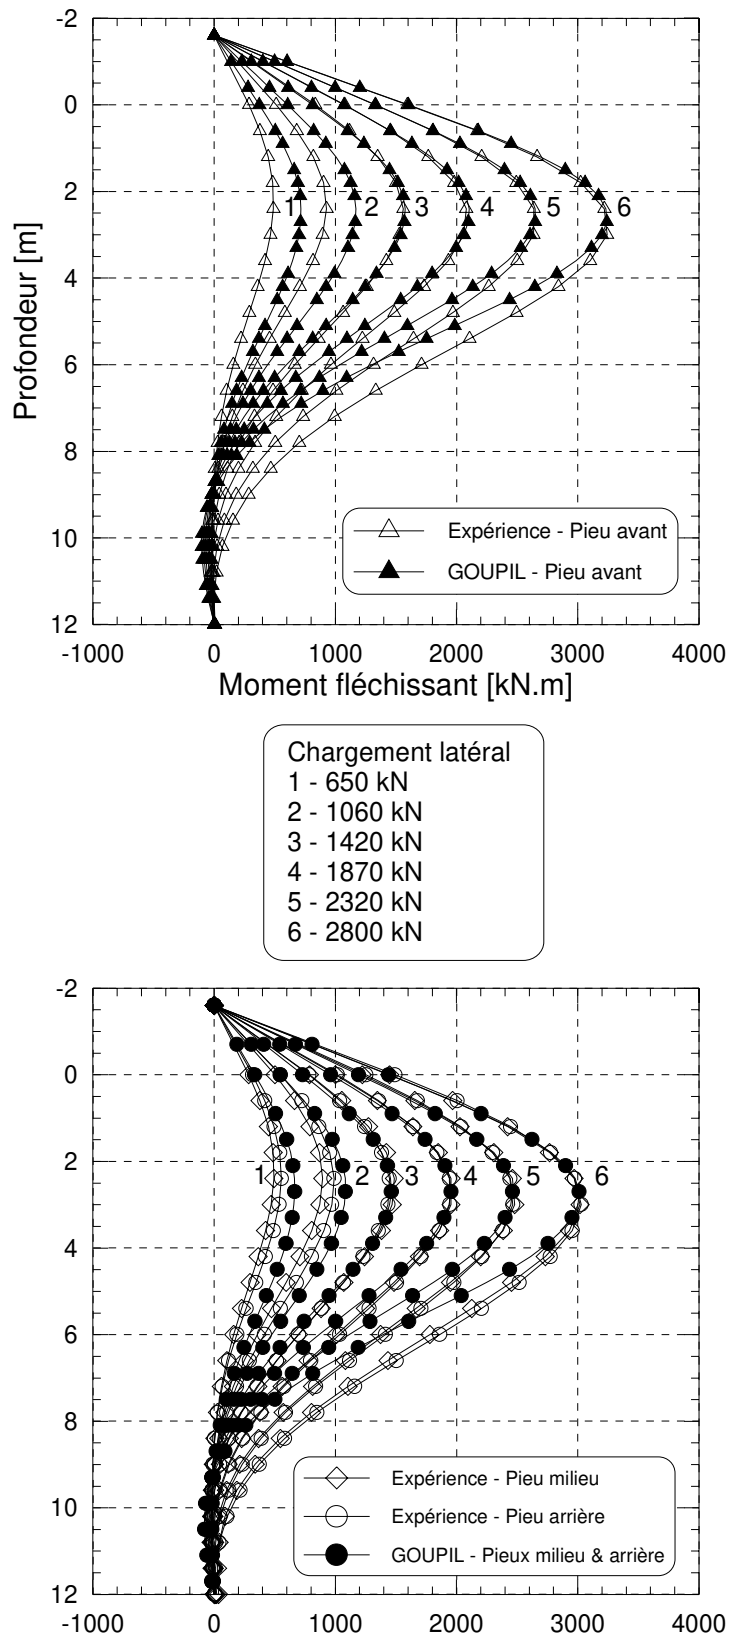 -2
0
2
4
6
8
10
12
Profondeur [m]
1
2
3
4
5
6
Expérience - Pieu avant
GOUPIL - Pieu avant
-1000
0
1000
2000
3000
4000
Moment fléchissant [kN.m]
Chargement latéral
1 - 650 kN
2 - 1060 kN
3 - 1420 kN
4 - 1870 kN
5 - 2320 kN
6 - 2800 kN
-2
0
2
4
6
8
10
12
1
2
3
4
5
6
Expérience - Pieu milieu
Expérience - Pieu arrière
GOUPIL - Pieux milieu & arrière
-1000
0
1000
2000
3000
4000